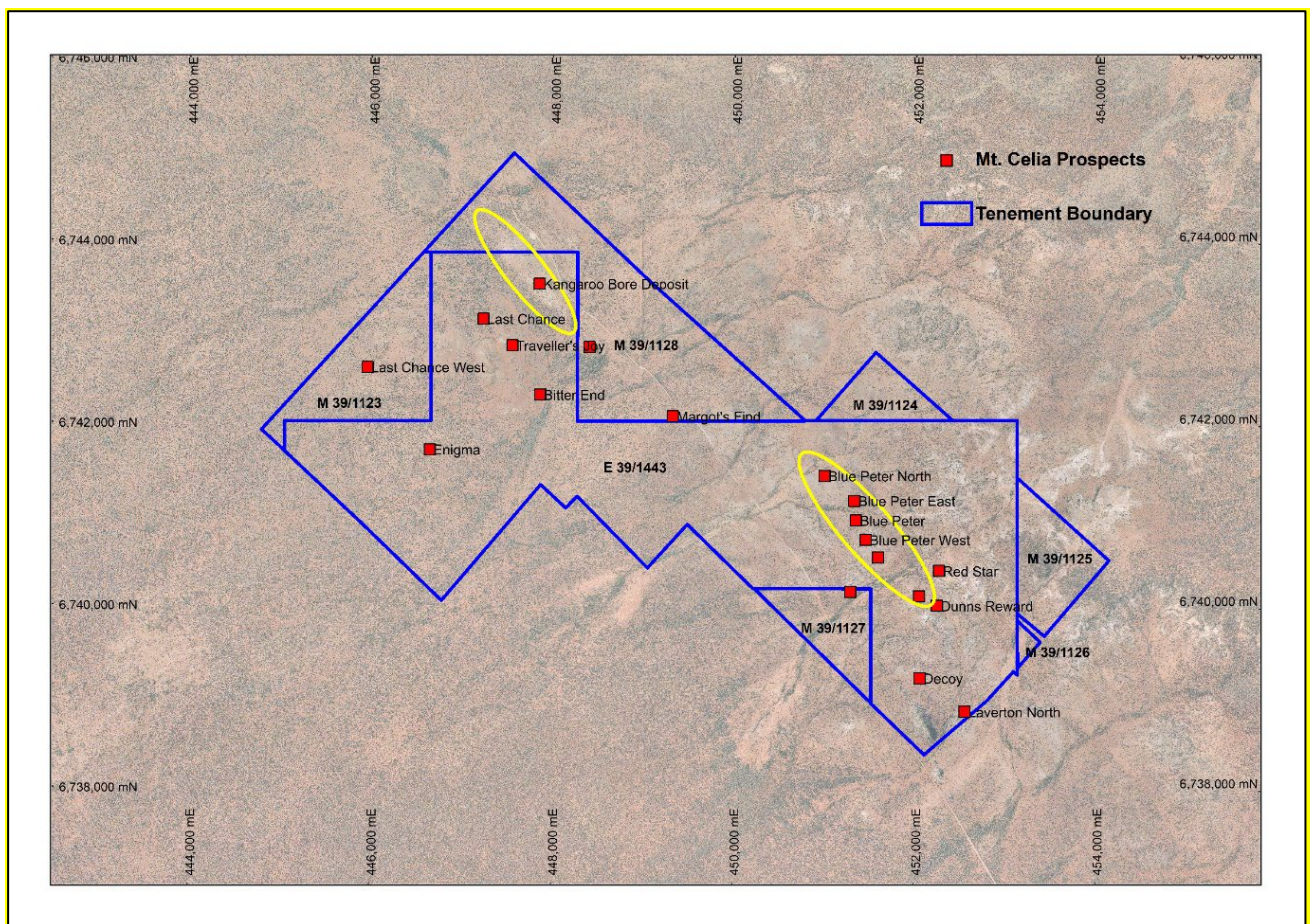 6,746,000 mN
444,000 mE
446,000 mE
448,000 mE
450,000 mE
452,000 mE
454,000 mE
6,746,000 mN
Mt. Celia Prospects
Tenement Boundary
6,744,000 mN
6,744,000 mN
Kangaroo Bore Deposit
Last Chance
Traveller's Joy
M 39/1128
Last Chance West
Bitter End
M 39/1123
M 39/1124
Margot's Find
6,742,000 mN
6,742,000 mN
Enigma
E 39/1443
Blue Peter North
Blue Peter East
Blue Peter
Blue Peter West
M 39/1125
Red Star
6,740,000 mN
Dunns Reward
6,740,000 mN
M 39/1127
M 39/1126
Decoy
Laverton North
6,738,000 mN
6,738,000 mN
444,000 mE
446,000 mE
448,000 mE
450,000 mE
452,000 mE
454,000 mE